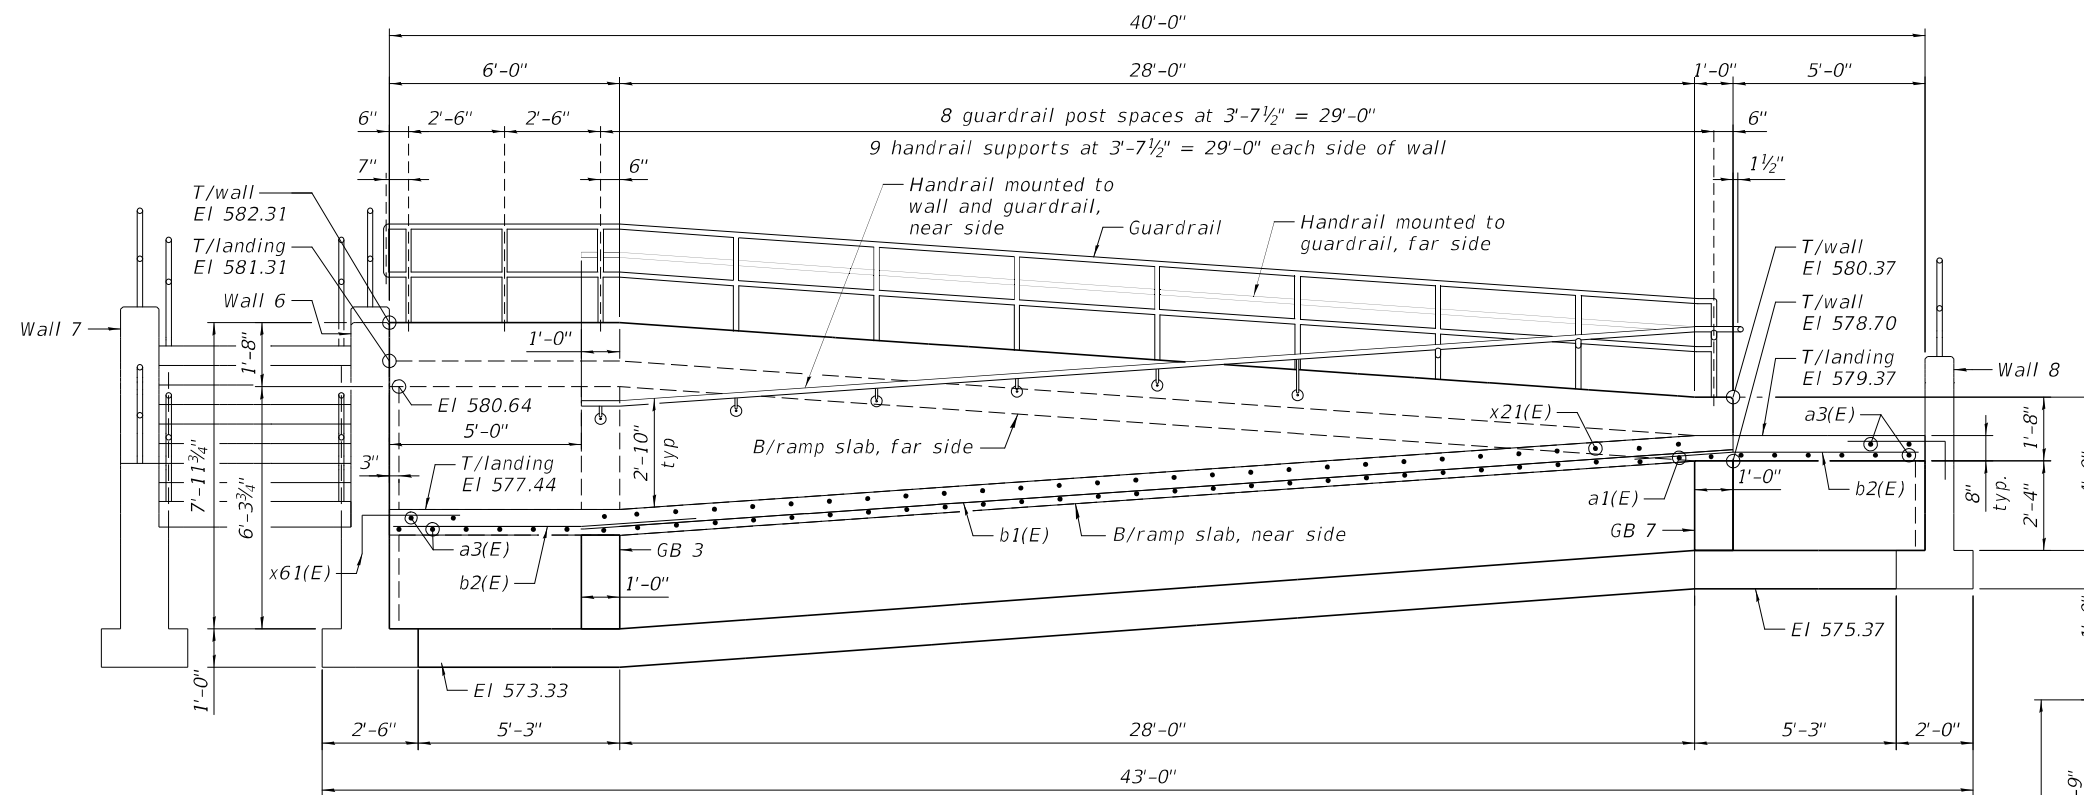 40'-0"
6'-0"
28'-0"
1'-0"
5'-0"
6"
2'-6"
2'-6"
8 guardrail post spaces at 3'-7½" = 29'-0"
6"
9 handrail supports at 3'-7½" = 29'-0" each side of wall
7"
6"
1½"
T/wall
El 582.31
T/landing
El 581.31
Wall 6
Wall 7
Handrail mounted to
wall and guardrail,
near side
Guardrail
Handrail mounted to
guardrail, far side
T/wall
El 580.37
T/wall
El 578.70
T/landing
El 579.37
Wall 8
1'-8"
1'-0"
El 580.64
5'-0"
3"
T/landing
El 577.44
2'-10"
typ
B/ramp slab, far side
x21(E)
a3(E)
1'-8"
7'-11¾"
6'-3¾"
a1(E)
1'-0"
b2(E)
8"
typ.
2'-4"
x61(E)
a3(E)
b2(E)
GB 3
1'-0"
b1(E)
B/ramp slab, near side
GB 7
El 575.37
1'-0"
El 573.33
2'-6"
5'-3"
28'-0"
5'-3"
2'-0"
43'-0"
-9"